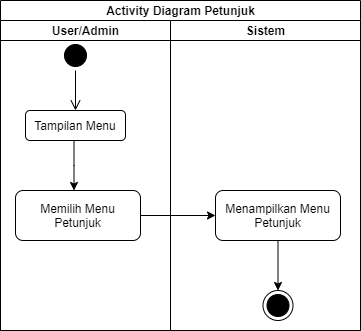 Activity Diagram Petunjuk
User/Admin
Sistem
Tampilan Menu
Memilih Menu
Petunjuk
Menampilkan Menu
Petunjuk